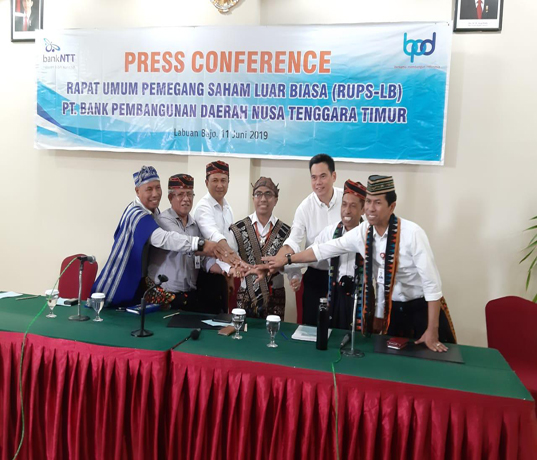 bankNTT
bpd
PRESS CONFERENCE
RAPAT UMUM PEMEGANG SAHAM LUAR BIASA (RUPS-LB)
PT. BANK PEMBANGUNAN DAERAH NUSA TENGGARA TIMUR
Labuan Bajo, 11 Juni 2019